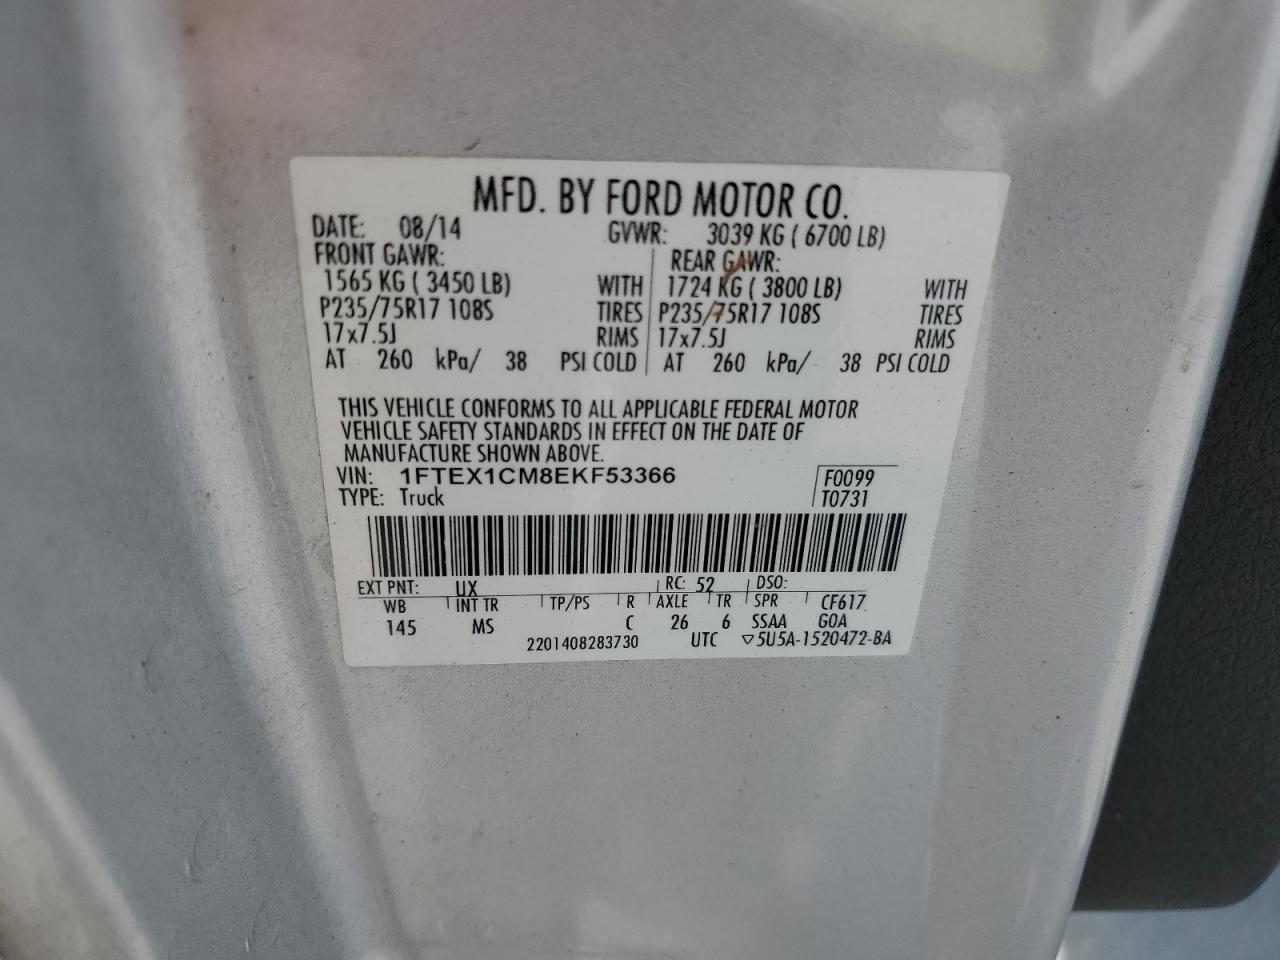 MFD. BY FORD MOTOR CO.
DATE: 08/14 GVWR: 3039 KG ( 6700 LB)
FRONT GAWR: REAR GAWR:
1565 KG ( 3450 LB) WITH 1724 KG ( 3800 LB) WITH
P235/75R17 108S TIRES P235/75R17 108S TIRES
17x7.5J RIMS 17x7.5J RIMS
AT 260 kPa/ 38 PSI COLD AT 260 kPa/ 38 PSI COLD
THIS VEHICLE CONFORMS TO ALL APPLICABLE FEDERAL MOTOR
VEHICLE SAFETY STANDARDS IN EFFECT ON THE DATE OF
MANUFACTURE SHOWN ABOVE.
VIN: 1FTEX1CM8EKF53366 F0099
TYPE: Truck T0731
EXT PNT: UX RC: 52 DSO:
WB INT TR TP/PS R AXLE TR SPR CF617
145 MS C 26 6 SSAA GOA
2201408283730 UTC ▽5U5A-1520472-BA